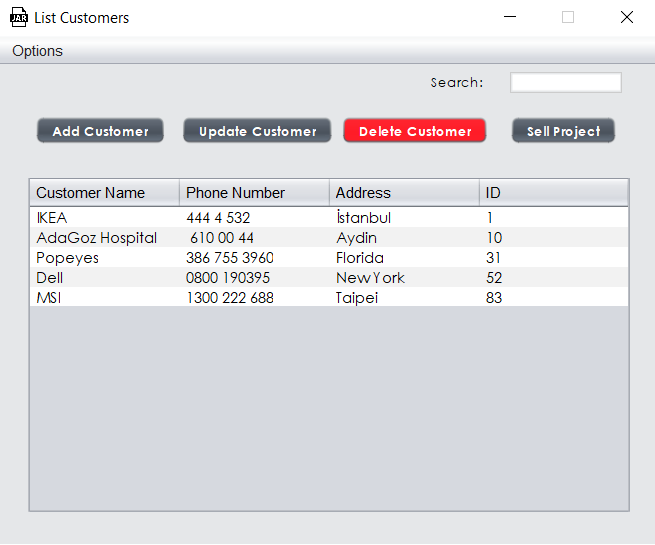 JAR List Customers
Options
Search:
Add Customer Update Customer Delete Customer Sell Project
Customer Name Phone Number Address ID
IKEA 444 4 532 İstanbul 1
AdaGoz Hospital 610 00 44 Aydin 10
Popeyes 386 755 3960 Florida 31
Dell 0800 190395 New York 52
MSI 1300 222 688 Taipei 83